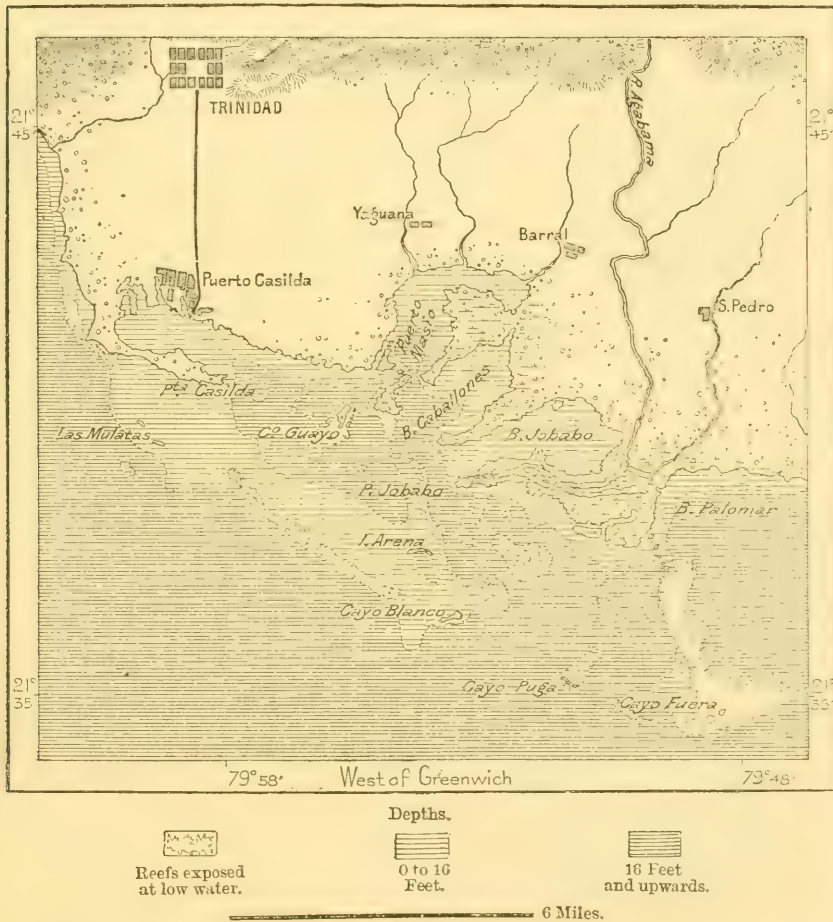 TRINIDAD
R. Agabama
21°
45'
21°
45'
Yaguana
Barral
Puerto Casilda
S. Pedro
Puerto
Masio
Pta. Casilda
B. Caballones
Las Mulatas
Co. Guayos
B. Jobabo
P. Jobabo
B. Palomar
I. Arena
Cayo Blanco
Cayo Puga
Cayo Fuera
21°
35'
21°
35'
79°58' West of Greenwich 79°48'
Depths.
Reefs exposed
at low water.
0 to 16
Feet.
16 Feet
and upwards.
6 Miles.